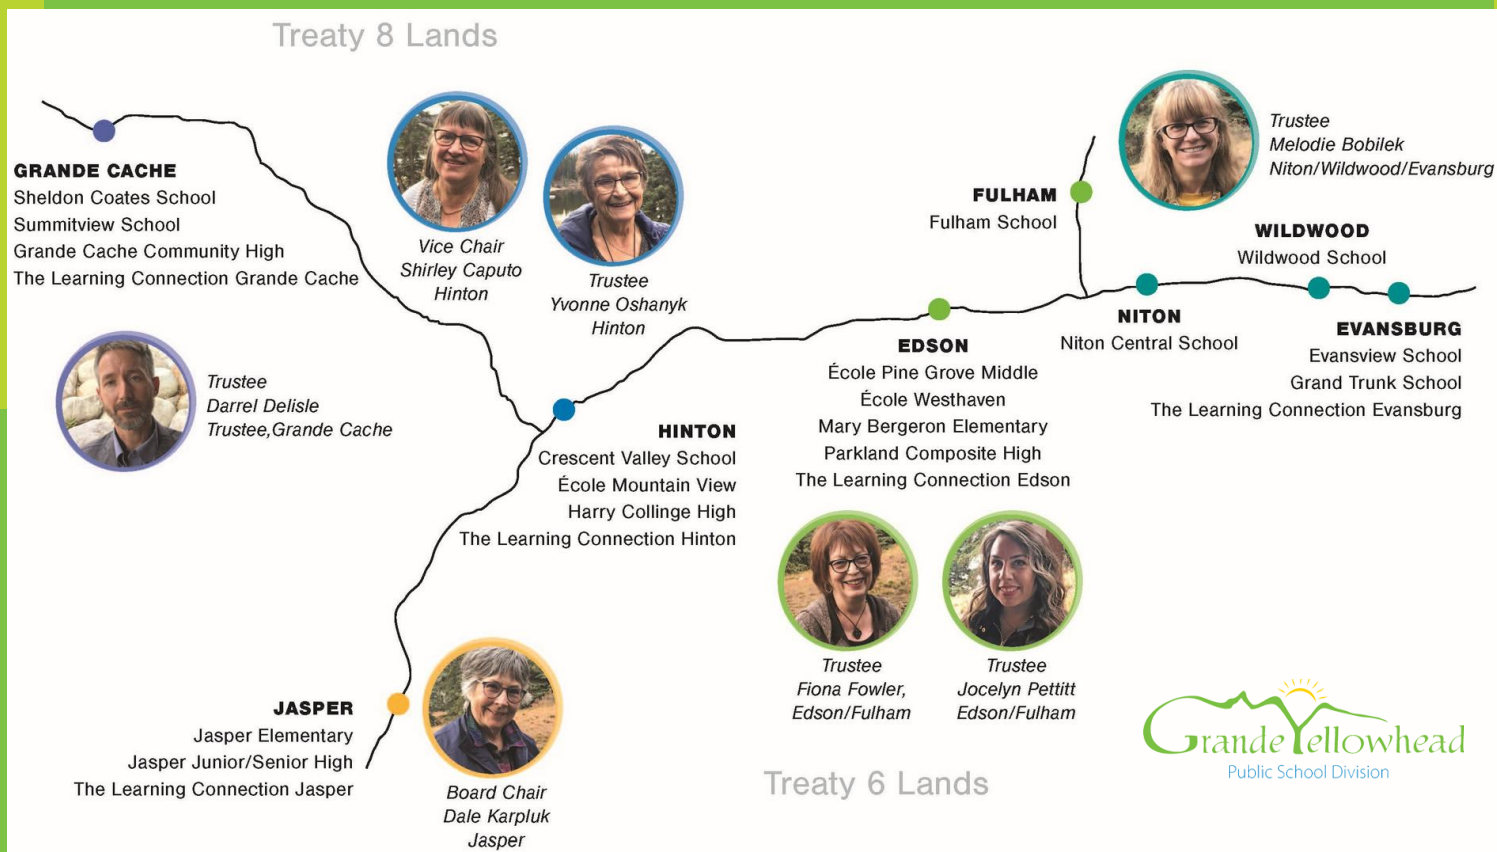 Treaty 8 Lands
GRANDE CACHE
Sheldon Coates School
Summitview School
Grande Cache Community High
The Learning Connection Grande Cache
Vice Chair
Shirley Caputo
Hinton
Trustee
Yvonne Oshanyk
Hinton
Trustee
Melodie Bobilek
Niton/Wildwood/Evansburg
FULHAM
Fulham School
WILDWOOD
Wildwood School
NITON
Niton Central School
EVANSBURG
Evansview School
Grand Trunk School
The Learning Connection Evansburg
EDSON
École Pine Grove Middle
École Westhaven
Mary Bergeron Elementary
Parkland Composite High
The Learning Connection Edson
Trustee
Darrel Delisle
Trustee,Grande Cache
HINTON
Crescent Valley School
École Mountain View
Harry Collinge High
The Learning Connection Hinton
Trustee
Fiona Fowler,
Edson/Fulham
Trustee
Jocelyn Pettitt
Edson/Fulham
JASPER
Jasper Elementary
Jasper Junior/Senior High
The Learning Connection Jasper
Board Chair
Dale Karpluk
Jasper
Treaty 6 Lands
Grande Yellowhead
Public School Division